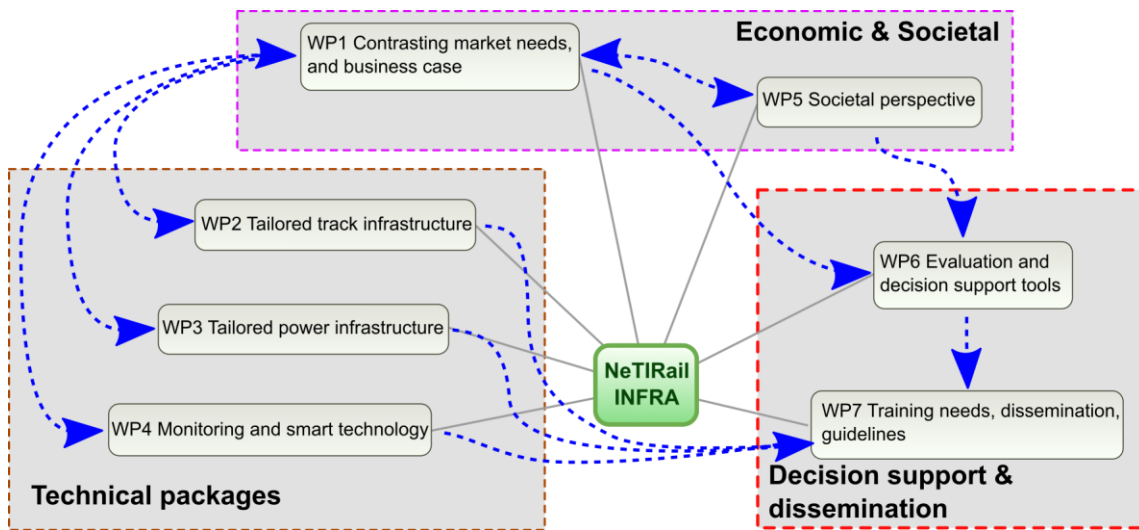 Economic & Societal
WP1 Contrasting market needs,
and business case
WP5 Societal perspective
WP2 Tailored track infrastructure
WP6 Evaluation and
decision support tools
WP3 Tailored power infrastructure
NeTIRail
INFRA
WP4 Monitoring and smart technology
WP7 Training needs, dissemination,
guidelines
Technical packages
Decision support &
dissemination